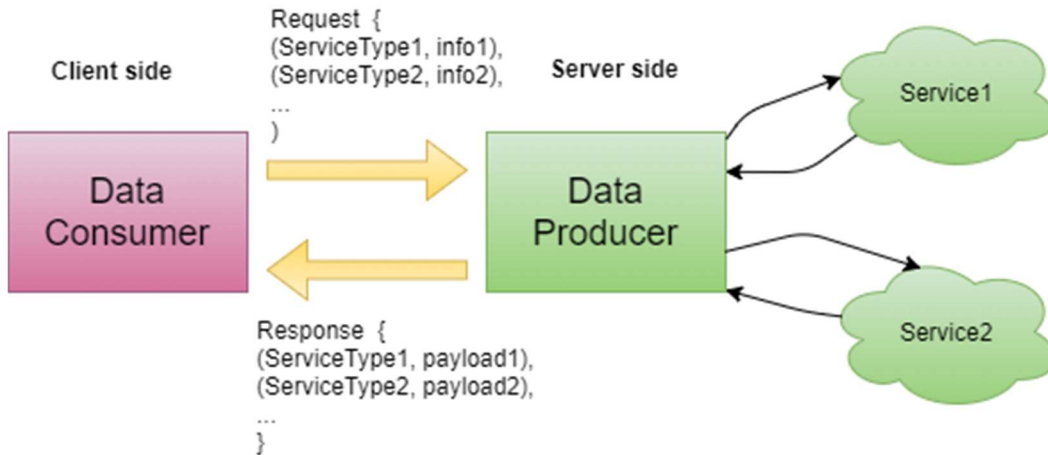 Request {
(ServiceType1, info1),
(ServiceType2, info2),
...
)
Client side
Server side
Data
Consumer
Data
Producer
Service1
Service2
Response {
(ServiceType1, payload1),
(ServiceType2, payload2),
...
}